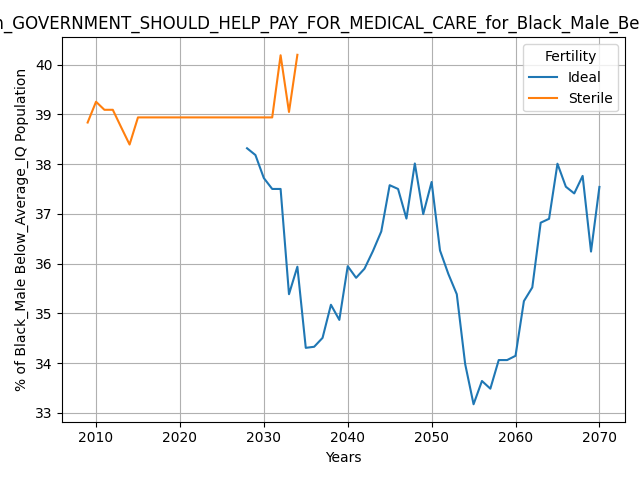 n_GOVERNMENT_SHOULD_HELP_PAY_FOR_MEDICAL_CARE_for_Black_Male_Be
Fertility
Ideal
Sterile
% of Black_Male Below_Average_IQ Population
40
39
38
37
36
35
34
33
2010 2020 2030 2040 2050 2060 2070
Years